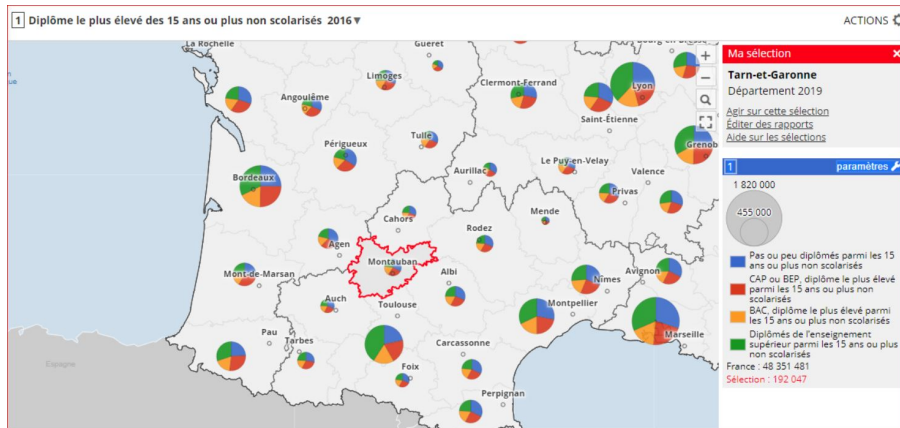 1 Diplôme le plus élevé des 15 ans ou plus non scolarisés 2016 ▼
ACTIONS
La Rochelle
Guéret
Limoges
Clermont-Ferrand
Lyon
Angoulême
Saint-Étienne
Tulle
Périgueux
Grenob
Le Puy-en-Velay
Aurillac
Valence
Bordeaux
Privas
Mende
Cahors
Rodez
Agen
Montauban
Mont-de-Marsan
Albi
Nîmes
Avignon
Auch
Toulouse
Montpellier
Marseille
Pau
Tarbes
Carcassonne
Foix
Espagne
Perpignan
Ma sélection
Tarn-et-Garonne
Département 2019
Agir sur cette sélection
Éditer des rapports
Aide sur les sélections
1 paramètres
1 820 000
455 000
Pas ou peu diplômés parmi les 15
ans ou plus non scolarisés
CAP ou BEP, diplôme le plus élevé
parmi les 15 ans ou plus non
scolarisés
BAC, diplôme le plus élevé parmi
les 15 ans ou plus non scolarisés
Diplômés de l'enseignement
supérieur parmi les 15 ans ou plus
non scolarisés
France : 48 351 481
Sélection : 192 047